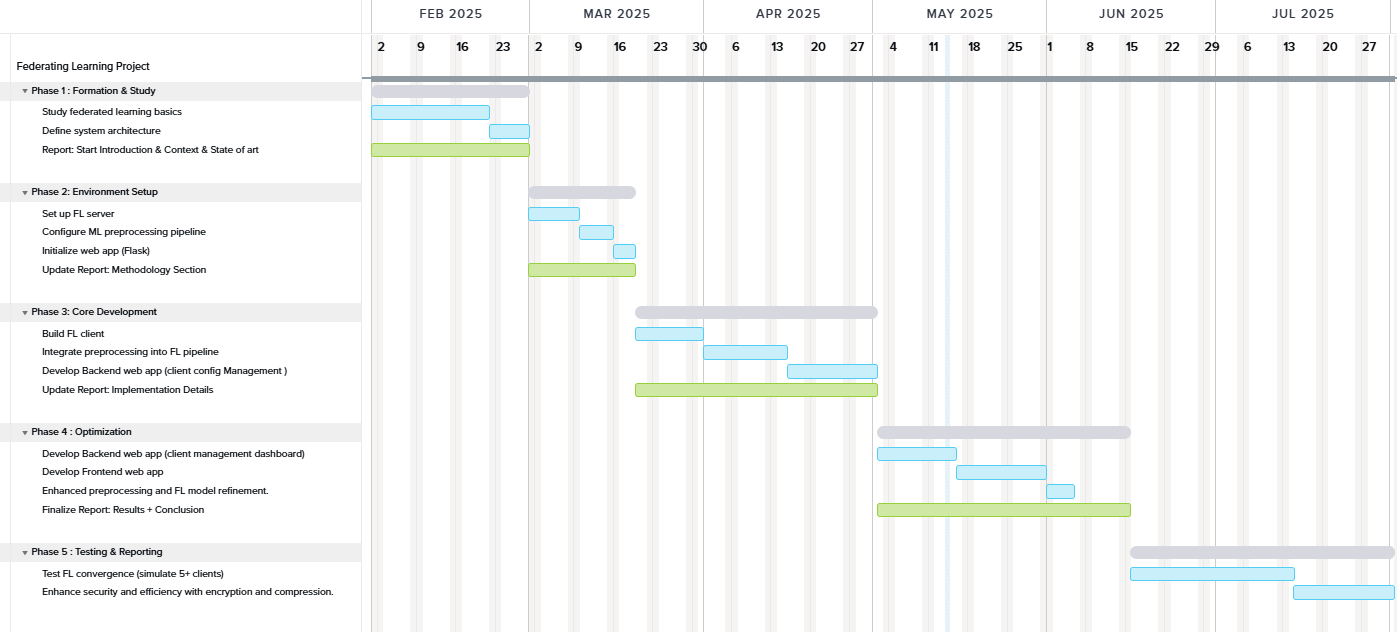 FEB 2025 MAR 2025 APR 2025 MAY 2025 JUN 2025 JUL 2025
2 9 16 23 2 9 16 23 30 6 13 20 27 4 11 18 25 1 8 15 22 29 6 13 20 27
Federating Learning Project
Phase 1 : Formation & Study
Study federated learning basics
Define system architecture
Report: Start Introduction & Context & State of art
Phase 2: Environment Setup
Set up FL server
Configure ML preprocessing pipeline
Initialize web app (Flask)
Update Report: Methodology Section
Phase 3: Core Development
Build FL client
Integrate preprocessing into FL pipeline
Develop Backend web app (client config Management )
Update Report: Implementation Details
Phase 4 : Optimization
Develop Backend web app (client management dashboard)
Develop Frontend web app
Enhanced preprocessing and FL model refinement.
Finalize Report: Results + Conclusion
Phase 5 : Testing & Reporting
Test FL convergence (simulate 5+ clients)
Enhance security and efficiency with encryption and compression.